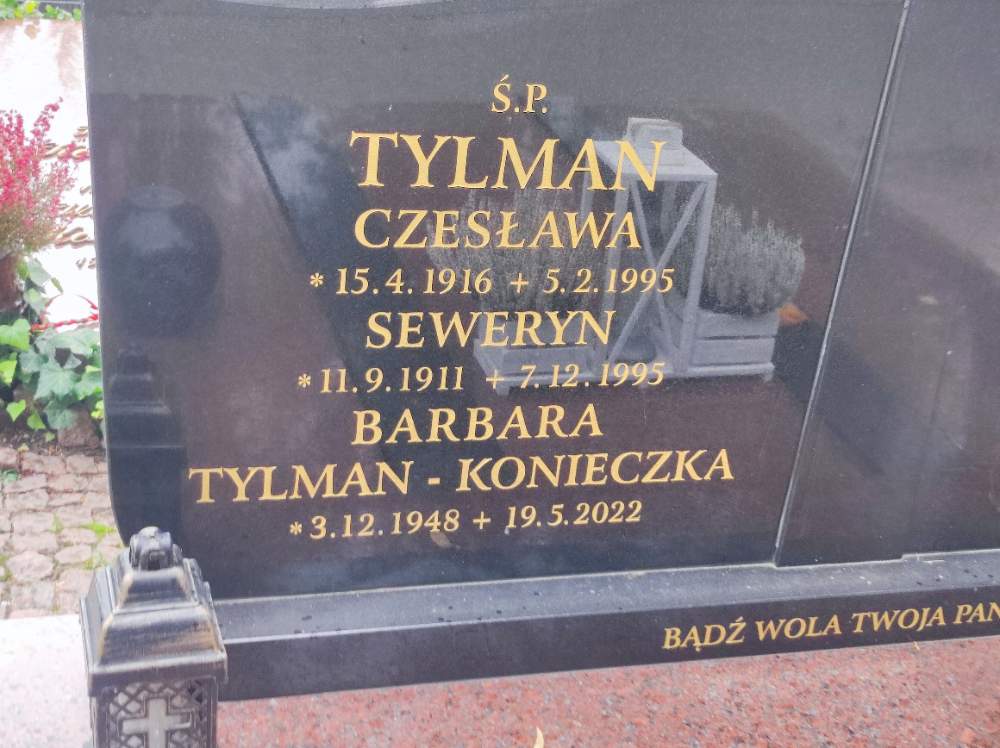 Ś.P.
TYLMAN
CZESŁAWA
* 15.4.1916 + 5.2.1995
SEWERYN
* 11.9.1911 + 7.12.1995
BARBARA
TYLMAN - KONIECZKA
* 3.12.1948 + 19.5.2022
BĄDŹ WOLA TWOJA PAN